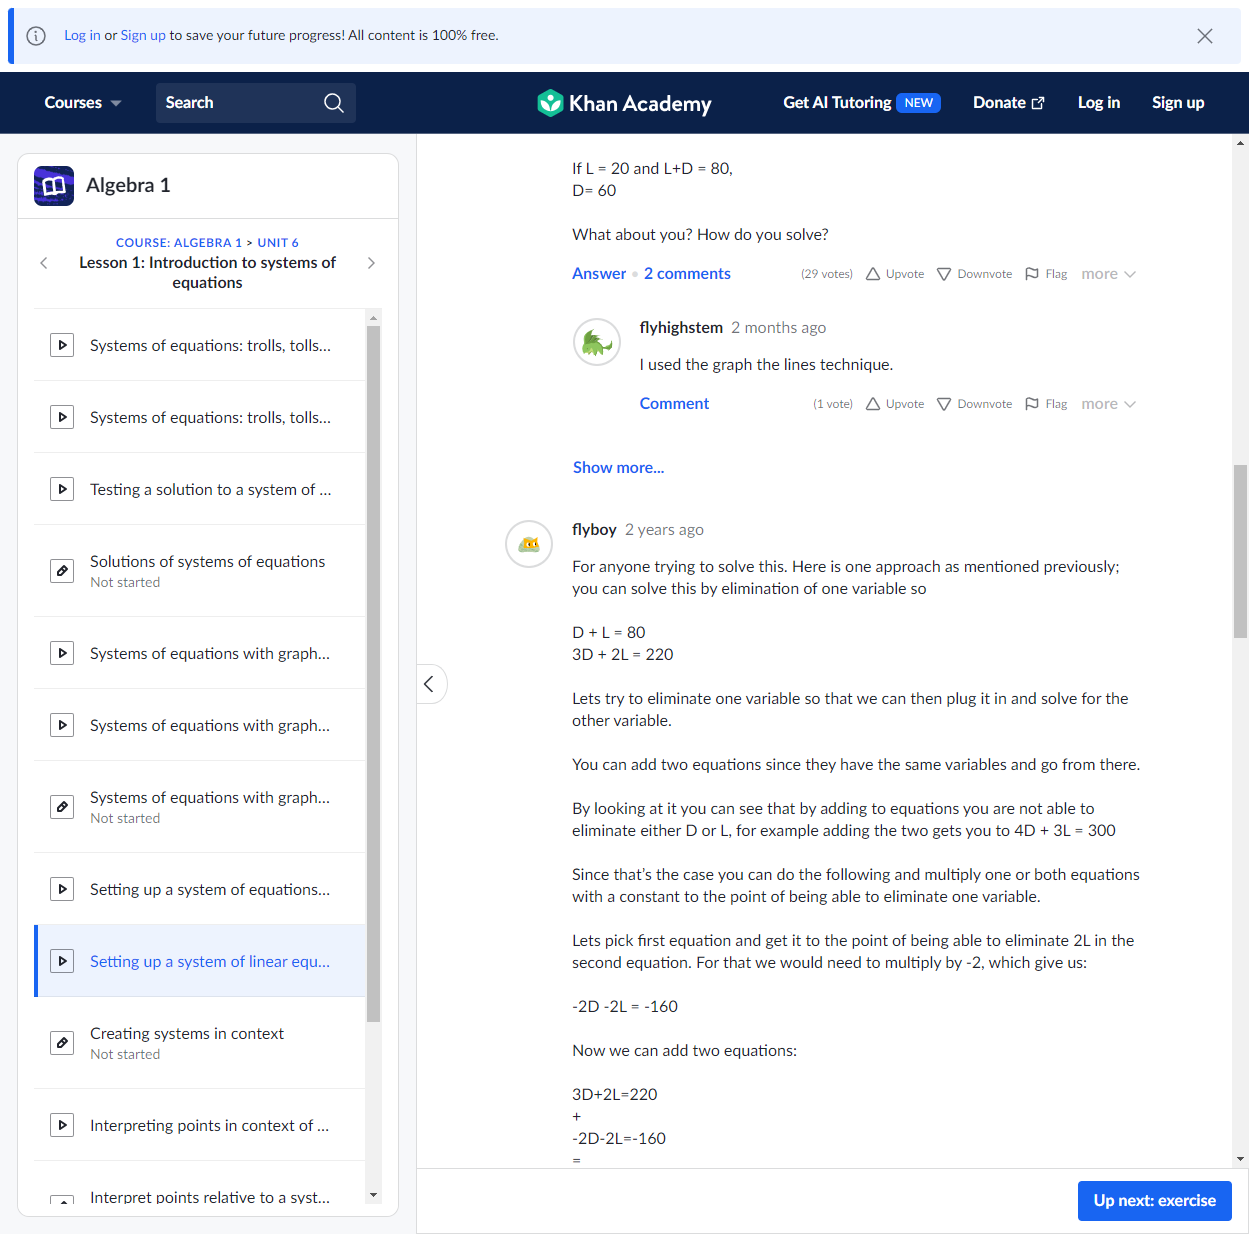 Log in or Sign up to save your future progress! All content is 100% free.
Courses
Search
Khan Academy
Get AI Tutoring NEW
Donate
Log in
Sign up
Algebra 1
COURSE: ALGEBRA 1 > UNIT 6
Lesson 1: Introduction to systems of
equations
Systems of equations: trolls, tolls...
Systems of equations: trolls, tolls...
Testing a solution to a system of ...
Solutions of systems of equations
Not started
Systems of equations with graph...
Systems of equations with graph...
Systems of equations with graph...
Not started
Setting up a system of equations...
Setting up a system of linear equ...
Creating systems in context
Not started
Interpreting points in context of ...
Interpret points relative to a syst...
If L = 20 and L+D = 80,
D= 60
What about you? How do you solve?
Answer • 2 comments
(29 votes) Upvote Downvote Flag more
flyhighstem 2 months ago
I used the graph the lines technique.
Comment
(1 vote) Upvote Downvote Flag more
Show more...
flyboy 2 years ago
For anyone trying to solve this. Here is one approach as mentioned previously;
you can solve this by elimination of one variable so
D + L = 80
3D + 2L = 220
Lets try to eliminate one variable so that we can then plug it in and solve for the
other variable.
You can add two equations since they have the same variables and go from there.
By looking at it you can see that by adding to equations you are not able to
eliminate either D or L, for example adding the two gets you to 4D + 3L = 300
Since that's the case you can do the following and multiply one or both equations
with a constant to the point of being able to eliminate one variable.
Lets pick first equation and get it to the point of being able to eliminate 2L in the
second equation. For that we would need to multiply by -2, which give us:
-2D -2L = -160
Now we can add two equations:
3D+2L=220
+
-2D-2L=-160
=
Up next: exercise